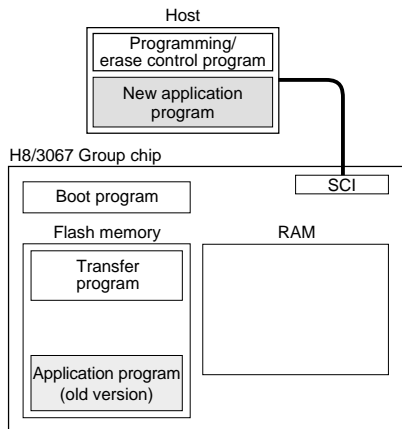 Host
Programming/
erase control program
New application
program
H8/3067 Group chip
SCI
Boot program
Flash memory
RAM
Transfer
program
Application program
(old version)